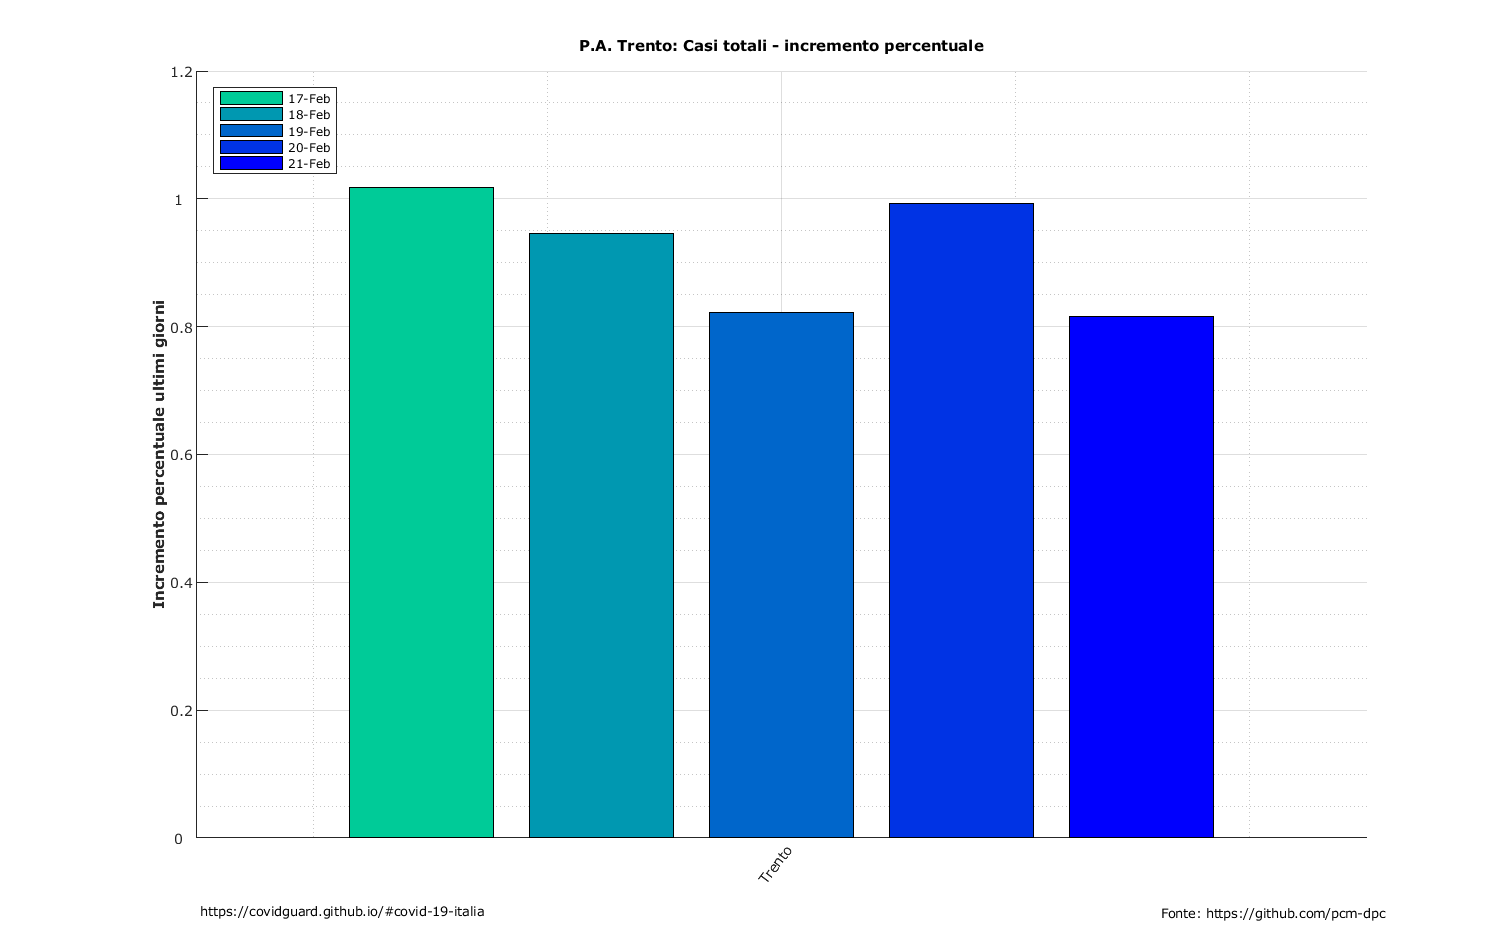 P.A. Trento: Casi totali - incremento percentuale
17-Feb
18-Feb
19-Feb
20-Feb
21-Feb
Incremento percentuale ultimi giorni
1.2
1
0.8
0.6
0.4
0.2
0
Trento
https://covidguard.github.io/#covid-19-italia
Fonte: https://github.com/pcm-dpc